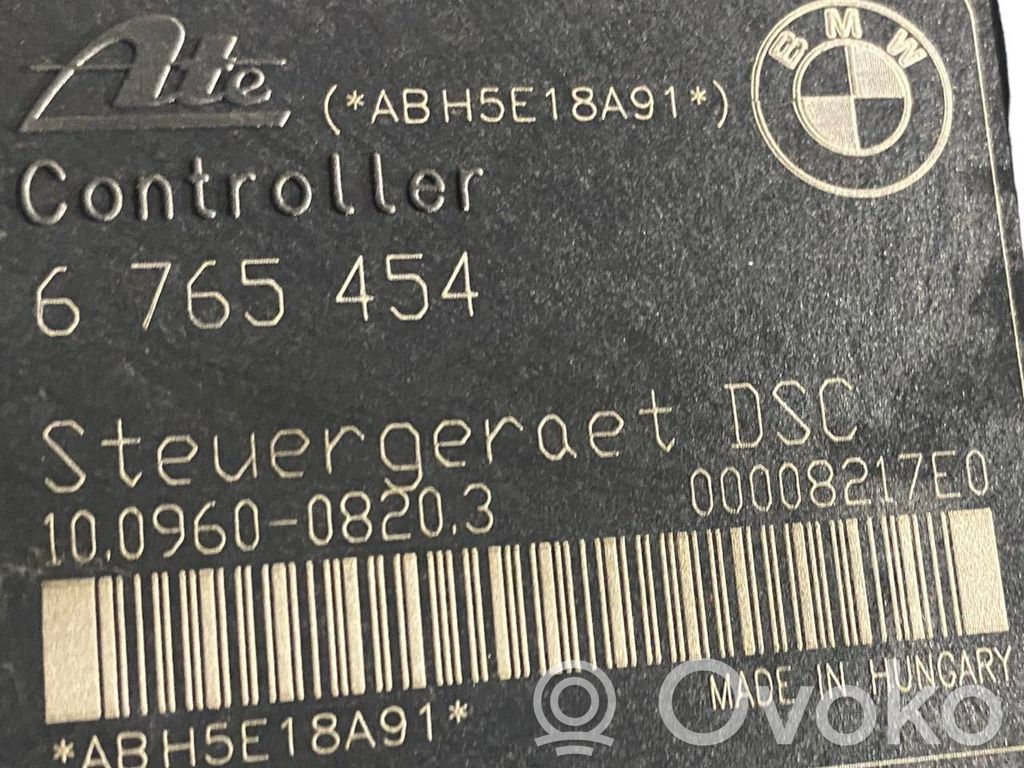 Ate (*ABH5E18A91*) BMW
Controller
6 765 454
Steuergeraet DSC
10.0960-0820.3 00008217E0
MADE IN HUNGARY
*ABH5E18A91*
Ovoko